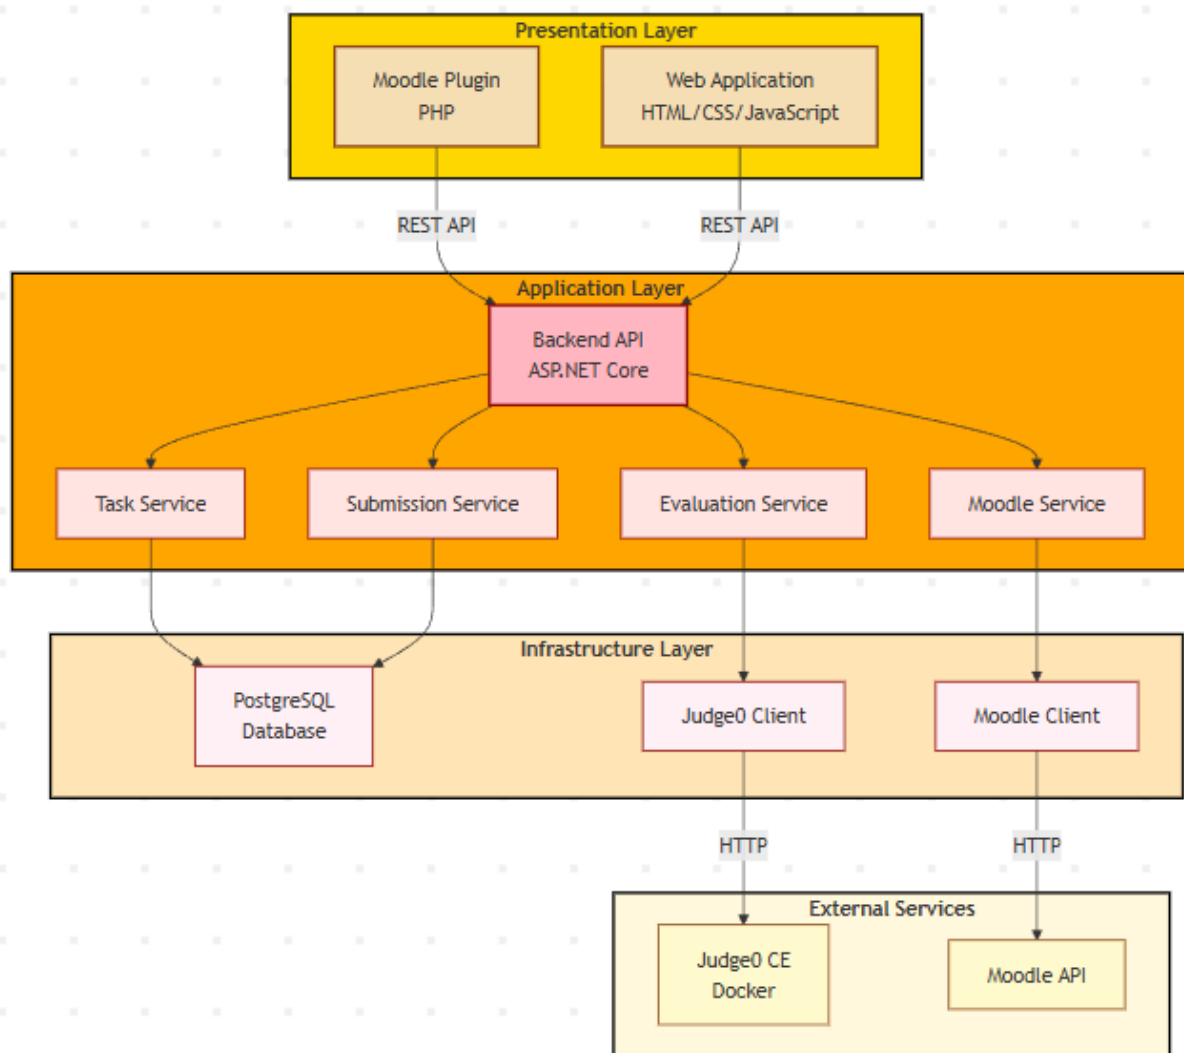 Presentation Layer
Moodle Plugin
PHP
Web Application
HTML/CSS/JavaScript
REST API
REST API
Application Layer
Backend API
ASP.NET Core
Task Service
Submission Service
Evaluation Service
Moodle Service
Infrastructure Layer
PostgreSQL
Database
Judge0 Client
Moodle Client
HTTP
HTTP
External Services
Judge0 CE
Docker
Moodle API